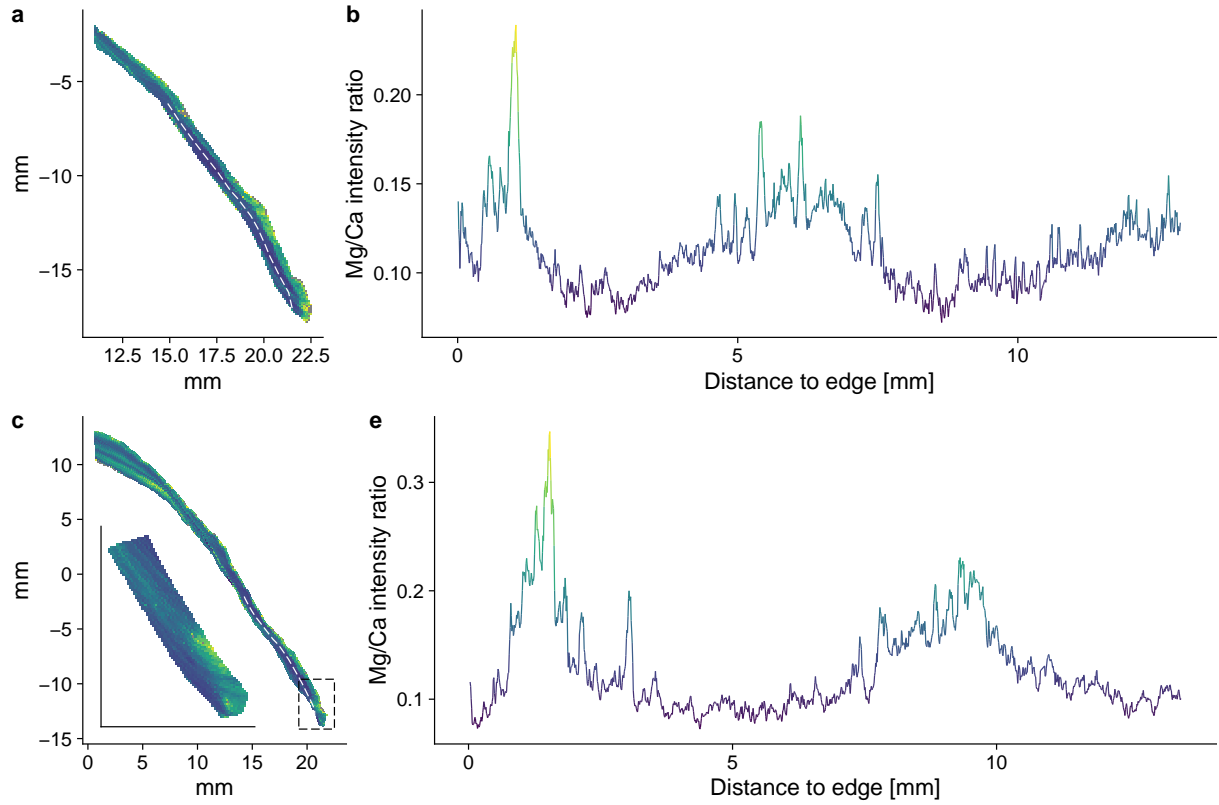 a
b
−5
−10
−15
mm
12.5 15.0 17.5 20.0 22.5
mm
0.20
0.15
0.10
Mg/Ca intensity ratio
0 5 10
Distance to edge [mm]
c
e
10
5
0
−5
−10
−15
mm
0 5 10 15 20
mm
0.3
0.2
0.1
Mg/Ca intensity ratio
0 5 10
Distance to edge [mm]